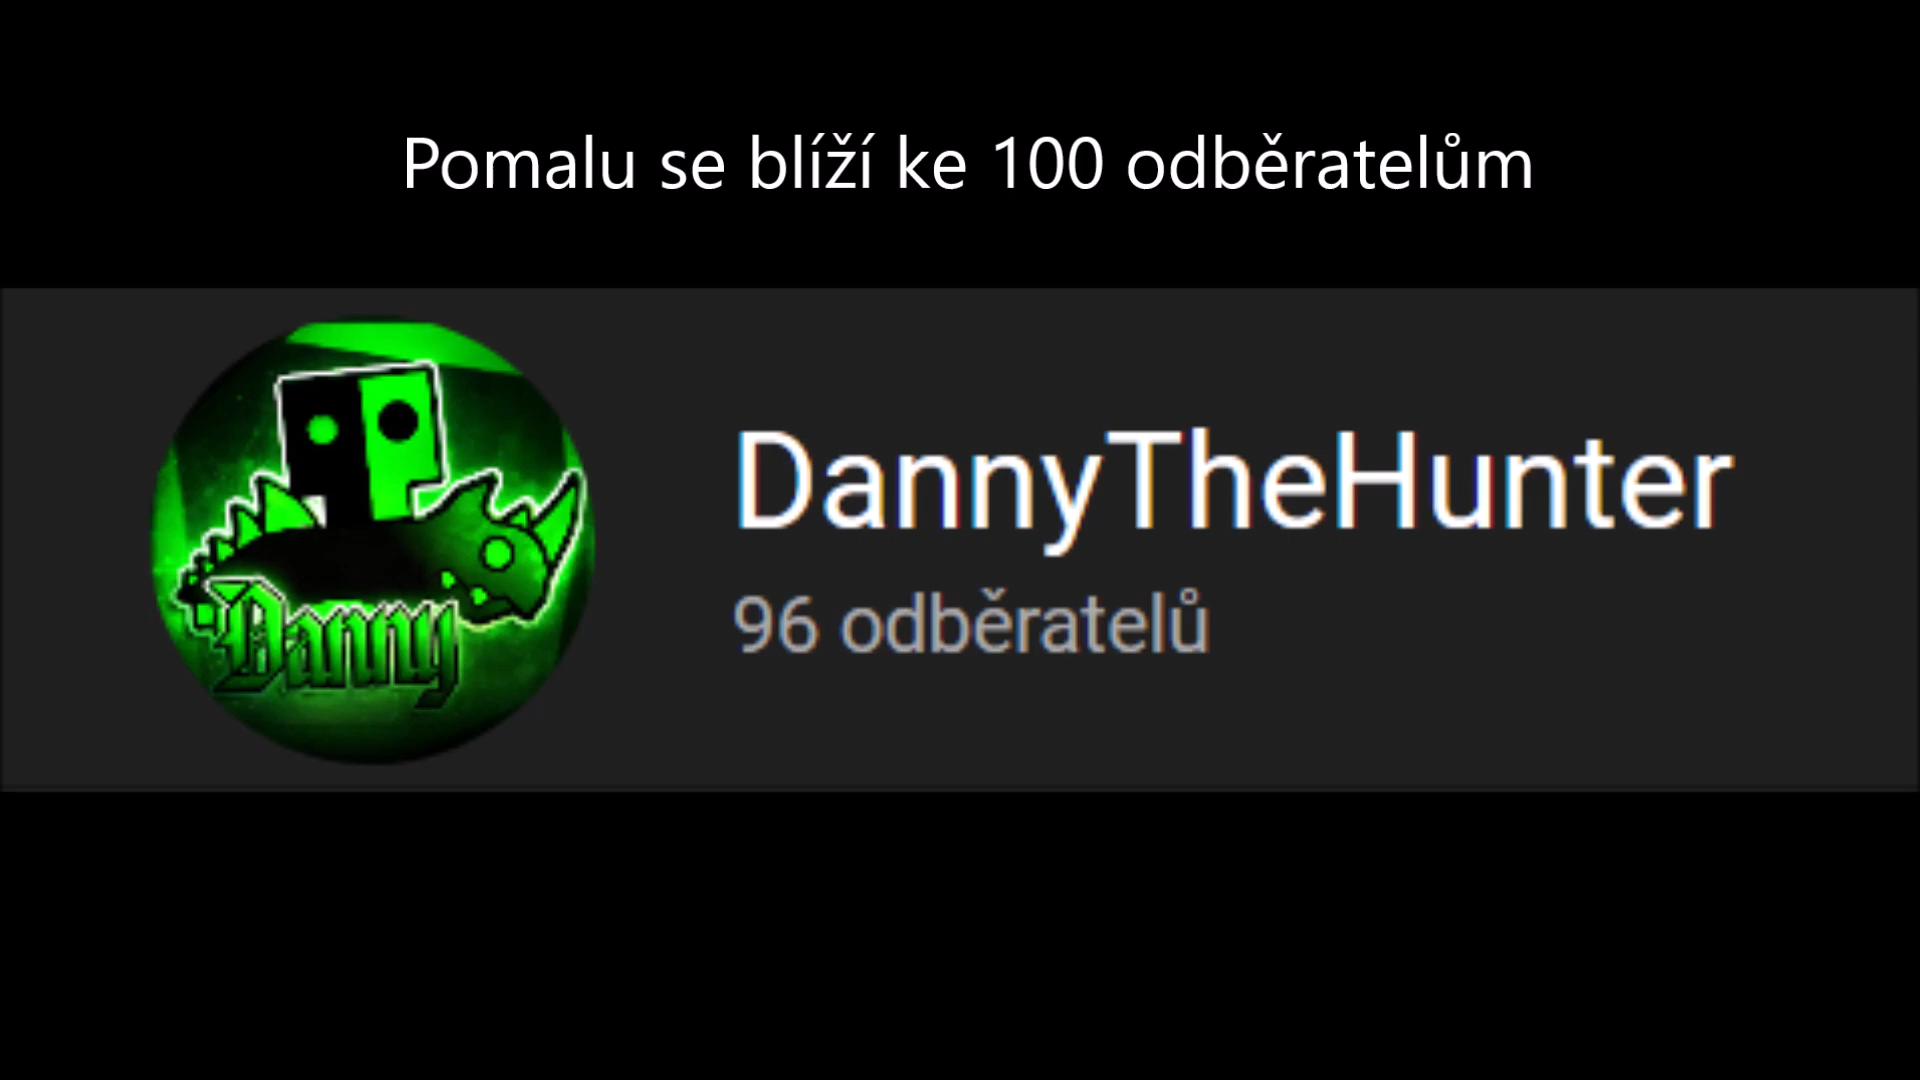 Pomalu se blíží ke 100 odběratelům
DannyTheHunter
Danny
96 odběratelů